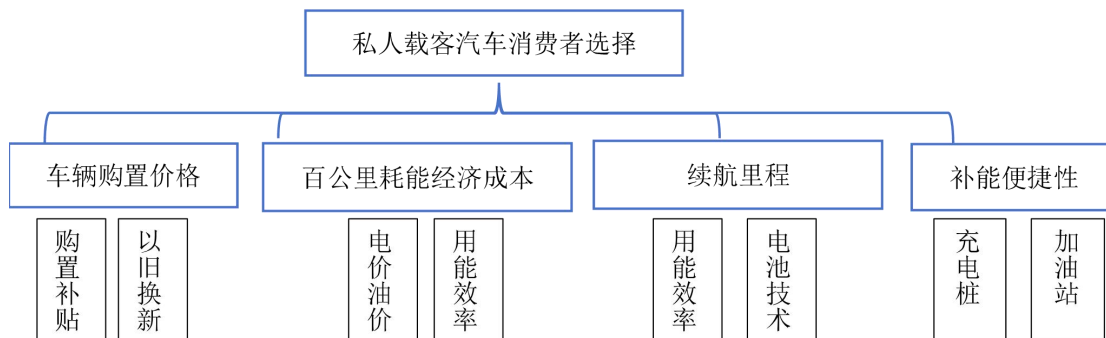 私人载客汽车消费者选择
车辆购置价格
百公里耗能经济成本
续航里程
补能便捷性
购置补贴
以旧换新
电价油价
用能效率
用能效率
电池技术
充电桩
加油站